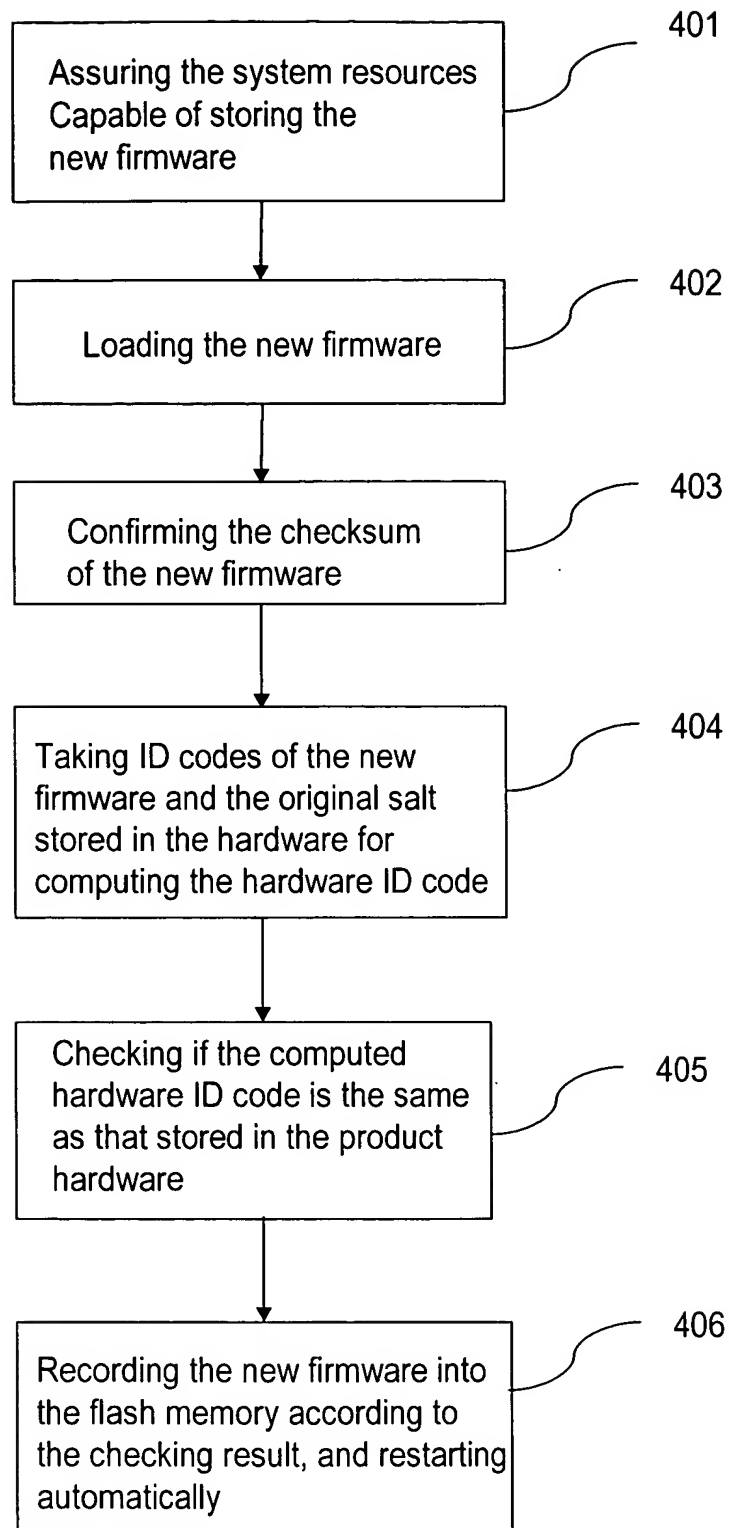 401
Assuring the system resources
Capable of storing the
new firmware
402
Loading the new firmware
403
Confirming the checksum
of the new firmware
404
Taking ID codes of the new
firmware and the original salt
stored in the hardware for
computing the hardware ID code
405
Checking if the computed
hardware ID code is the same
as that stored in the product
hardware
406
Recording the new firmware into
the flash memory according to
the checking result, and restarting
automatically